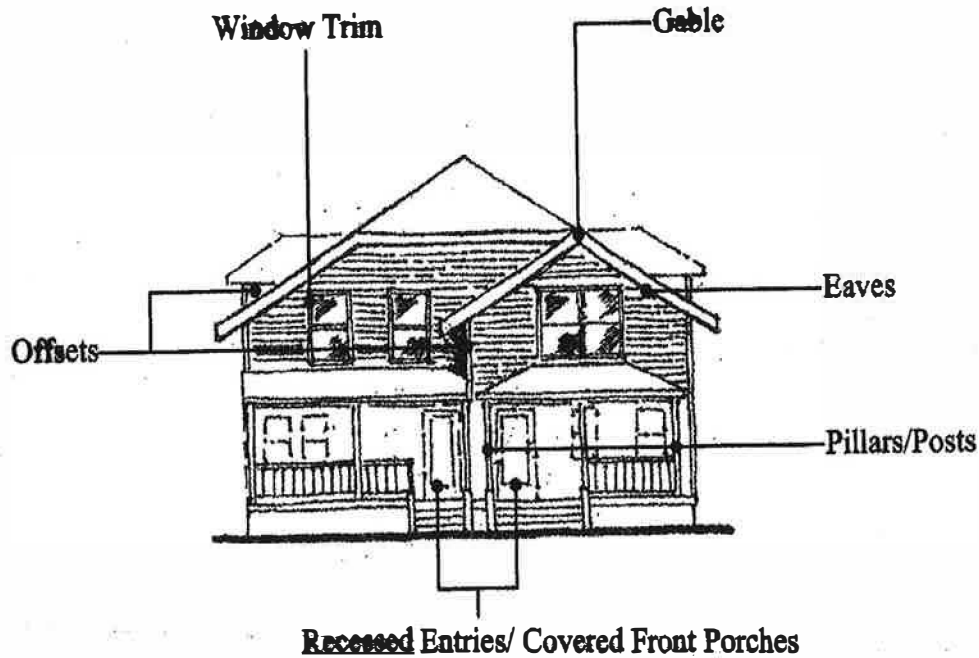 Window Trim
Gable
Eaves
Offsets
Pillars/Posts
Recessed Entries/ Covered Front Porches